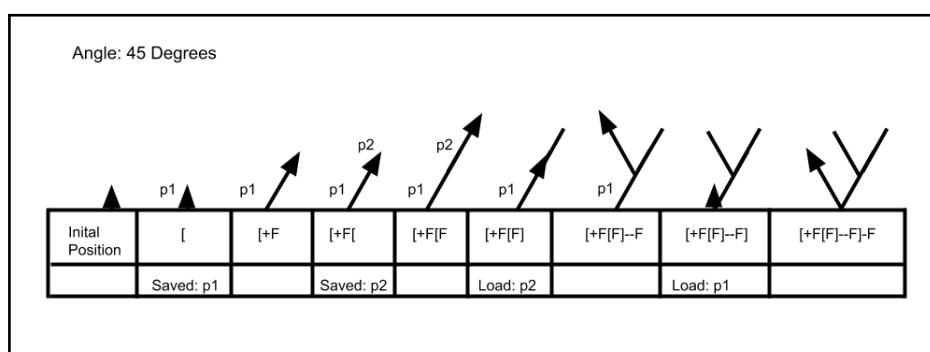 Angle: 45 Degrees
p2 p2
p1 p1 p1 p1 p1 p1
Inital
Position
[ [+F [+F[ [+F[F [+F[F] [+F[F]--F [+F[F]--F] [+F[F]--F]-F
Saved: p1 Saved: p2 Load: p2 Load: p1